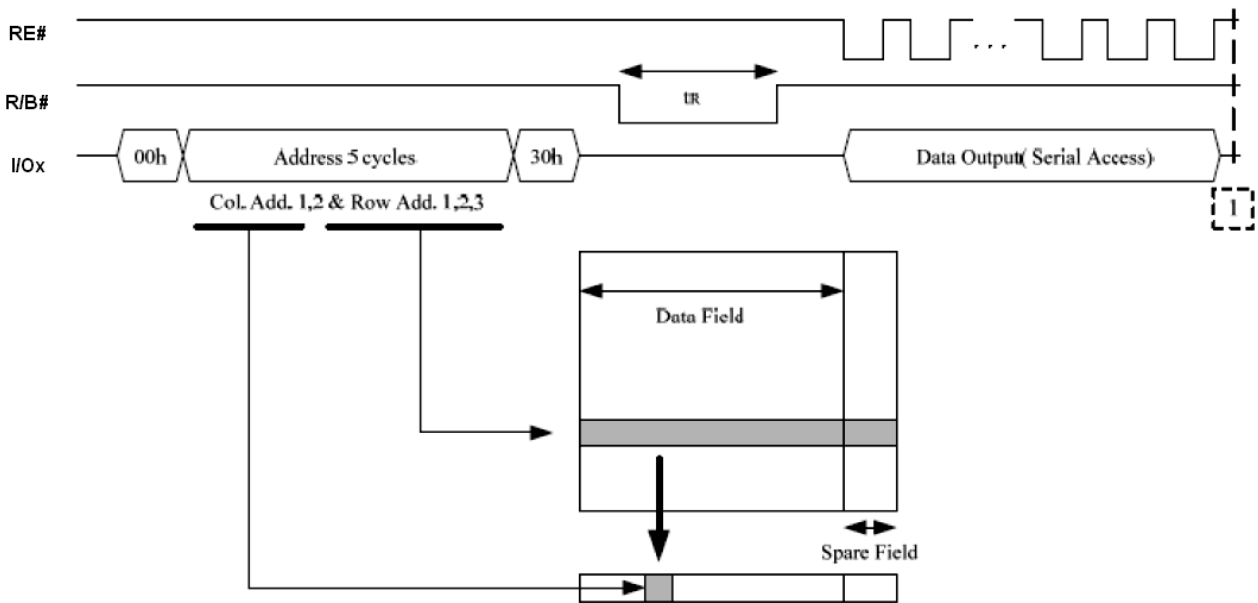 RE#
. . .
R/B#
tR
I/Ox
00h
Address 5 cycles
30h
Data Output( Serial Access)
Col. Add. 1,2 & Row Add. 1,2,3
1
Data Field
Spare Field